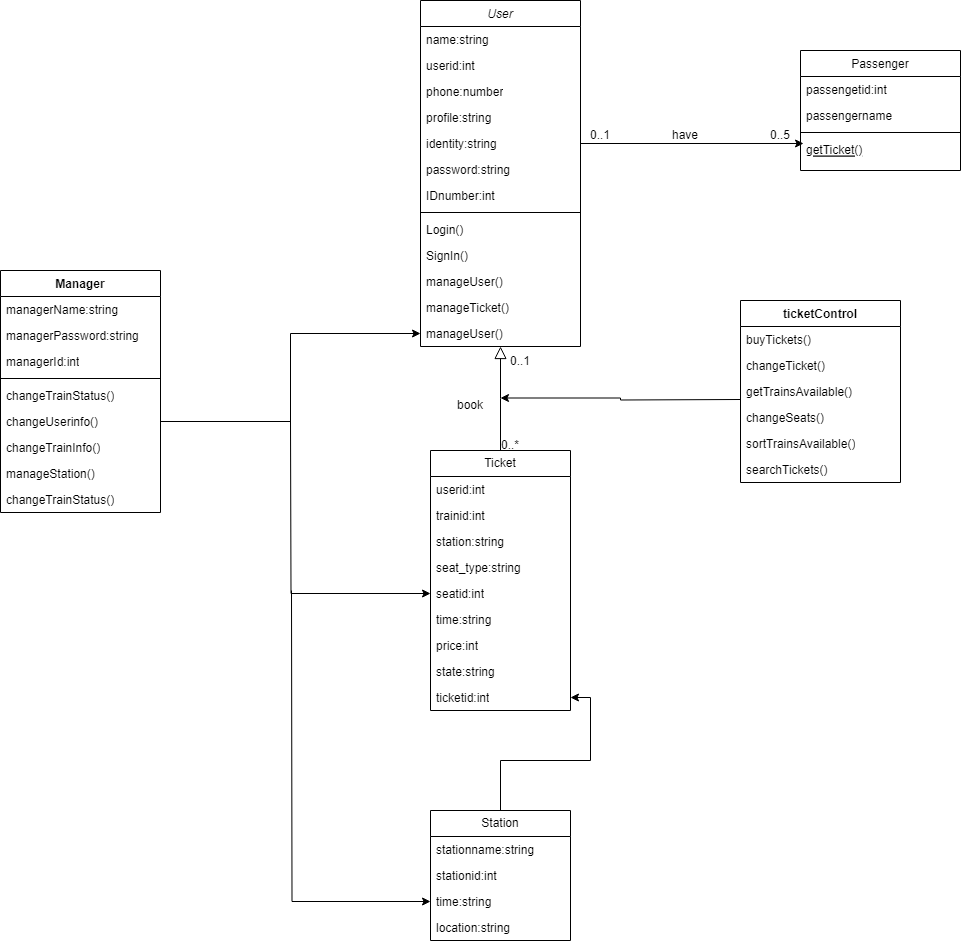 User
name:string
userid:int
phone:number
profile:string
identity:string
password:string
IDnumber:int
Login()
SignIn()
manageUser()
manageTicket()
manageUser()
Passenger
passengetid:int
passengername
getTicket()
0..1 have 0..5
Manager
managerName:string
managerPassword:string
managerId:int
changeTrainStatus()
changeUserinfo()
changeTrainInfo()
manageStation()
changeTrainStatus()
ticketControl
buyTickets()
changeTicket()
getTrainsAvailable()
changeSeats()
sortTrainsAvailable()
searchTickets()
0..1
book
0..*
Ticket
userid:int
trainid:int
station:string
seat_type:string
seatid:int
time:string
price:int
state:string
ticketid:int
Station
stationname:string
stationid:int
time:string
location:string